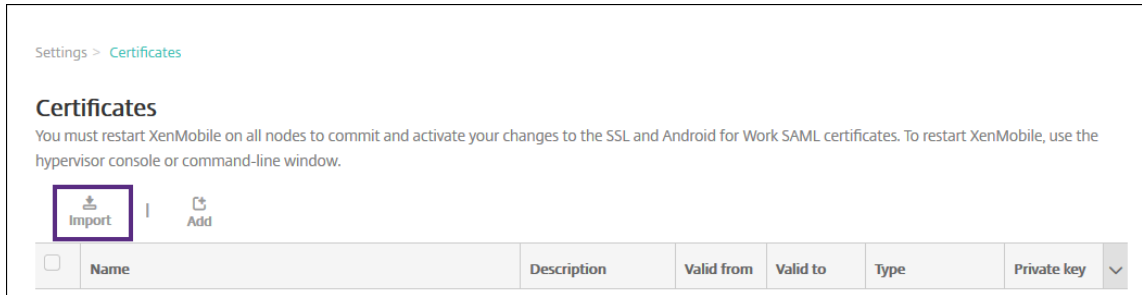 Settings > Certificates
Certificates
You must restart XenMobile on all nodes to commit and activate your changes to the SSL and Android for Work SAML certificates. To restart XenMobile, use the
hypervisor console or command-line window.
Import | Add
Name Description Valid from Valid to Type Private key